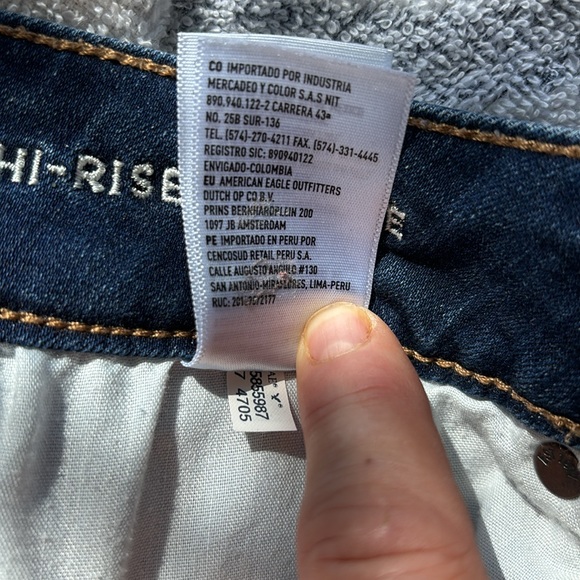 CO IMPORTADO POR INDUSTRIA
MERCADEO Y COLOR S.A.S NIT
890.940.122-2 CARRERA 43ª
NO. 25B SUR-136
TEL. (574)-270-4211 FAX. (574)-331-4445
REGISTRO SIC: 890940122
ENVIGADO-COLOMBIA
EU AMERICAN EAGLE OUTFITTERS
DUTCH OP CO B.V.
PRINS BERNHARDPLEIN 200
1097 JB AMSTERDAM
PE IMPORTADO EN PERU POR
CENCOSUD RETAIL PERU S.A.
CALLE AUGUSTO ANGULO #130
SAN ANTONIO-MIRAFLORES, LIMA-PERU
HI-RISE
4705